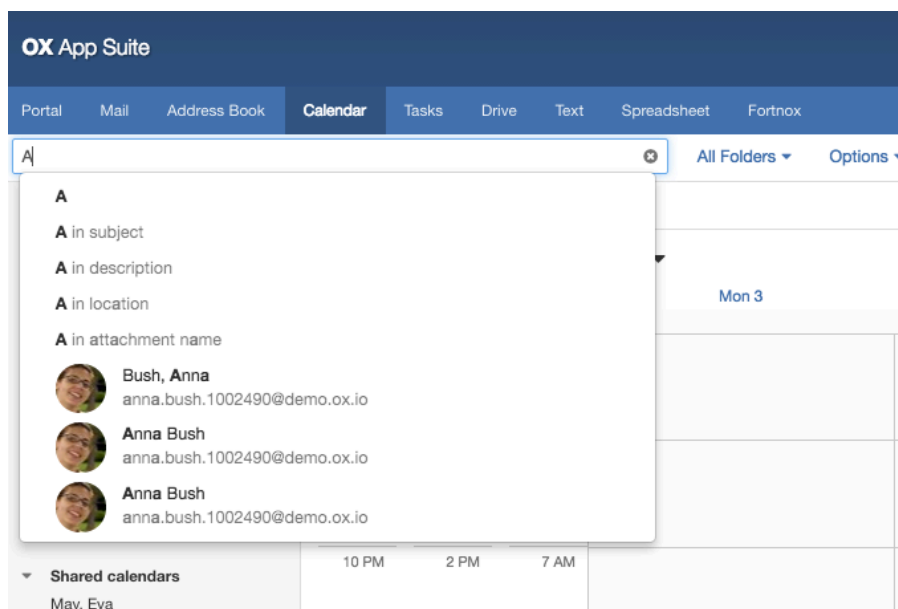 OX App Suite
Portal Mail Address Book Calendar Tasks Drive Text Spreadsheet Fortnox
A All Folders Options
A
A in subject
A in description
A in location
A in attachment name
Mon 3
Bush, Anna
anna.bush.1002490@demo.ox.io
Anna Bush
anna.bush.1002490@demo.ox.io
Anna Bush
anna.bush.1002490@demo.ox.io
10 PM 2 PM 7 AM
Shared calendars
May, Eva